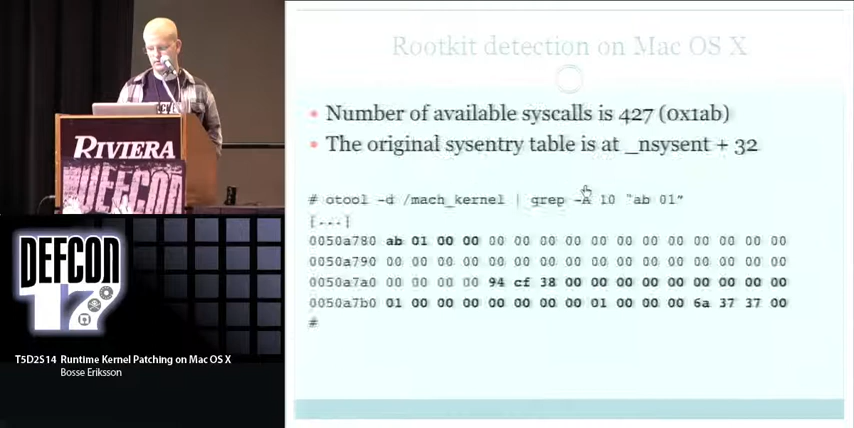 Rootkit detection on Mac OS X
Number of available syscalls is 427 (0x1ab)
The original sysentry table is at _nsysent + 32
# otool -d /mach_kernel | grep -A 10 "ab 01"
[...]
0050a780 ab 01 00 00 00 00 00 00 00 00 00 00 00 00 00 00
0050a790 00 00 00 00 00 00 00 00 00 00 00 00 00 00 00 00
0050a7a0 00 00 00 00 94 cf 38 00 00 00 00 00 00 00 00 00
0050a7b0 01 00 00 00 00 00 00 00 01 00 00 00 6a 37 37 00
#
RIVIERA
DEFCON
DEFCON
17
T5D2S14 Runtime Kernel Patching on Mac OS X
Bosse Eriksson